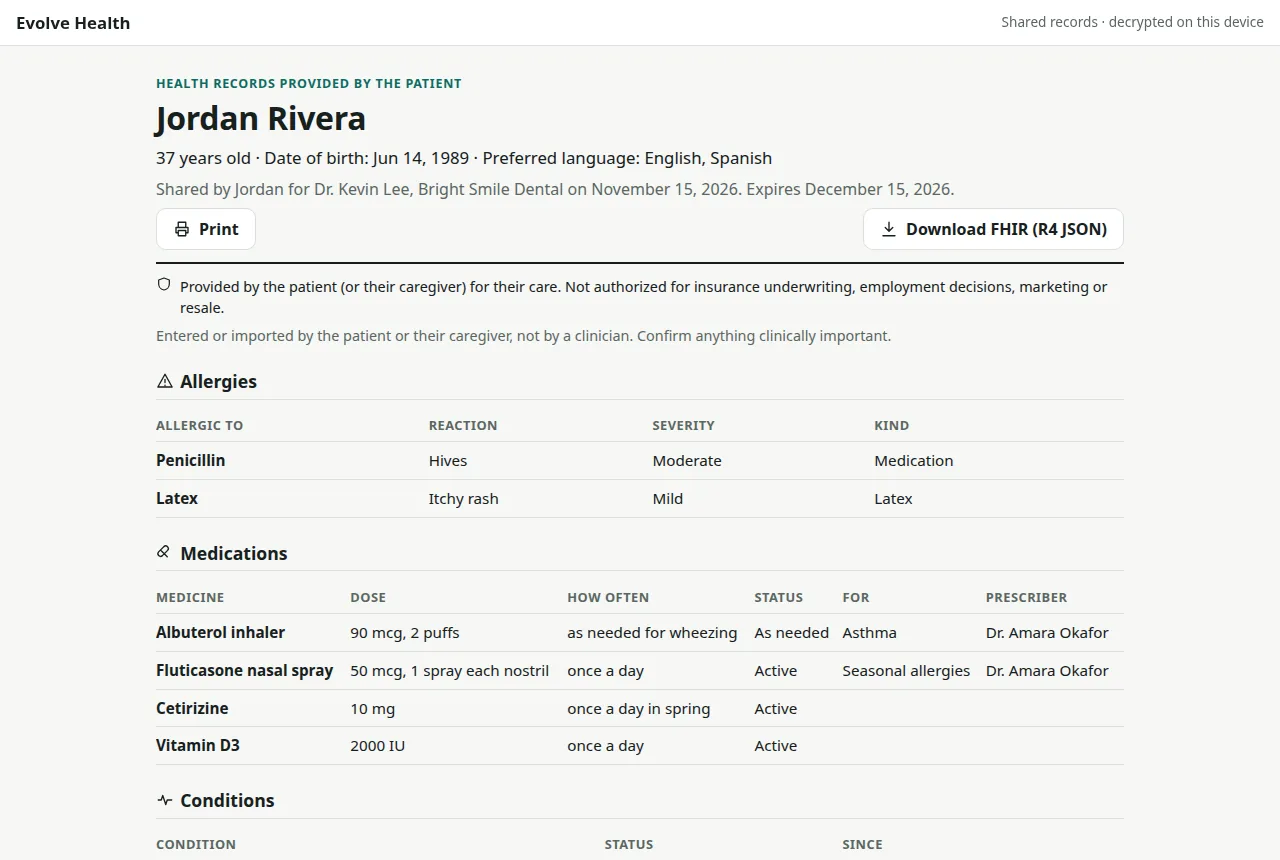 Evolve Health
Shared records · decrypted on this device
HEALTH RECORDS PROVIDED BY THE PATIENT
Jordan Rivera
37 years old · Date of birth: Jun 14, 1989 · Preferred language: English, Spanish
Shared by Jordan for Dr. Kevin Lee, Bright Smile Dental on November 15, 2026. Expires December 15, 2026.
Print
Download FHIR (R4 JSON)
Provided by the patient (or their caregiver) for their care. Not authorized for insurance underwriting, employment decisions, marketing or
resale.
Entered or imported by the patient or their caregiver, not by a clinician. Confirm anything clinically important.
Allergies
ALLERGIC TO REACTION SEVERITY KIND
Penicillin Hives Moderate Medication
Latex Itchy rash Mild Latex
Medications
MEDICINE DOSE HOW OFTEN STATUS FOR PRESCRIBER
Albuterol inhaler 90 mcg, 2 puffs as needed for wheezing As needed Asthma Dr. Amara Okafor
Fluticasone nasal spray 50 mcg, 1 spray each nostril once a day Active Seasonal allergies Dr. Amara Okafor
Cetirizine 10 mg once a day in spring Active
Vitamin D3 2000 IU once a day Active
Conditions
CONDITION STATUS SINCE